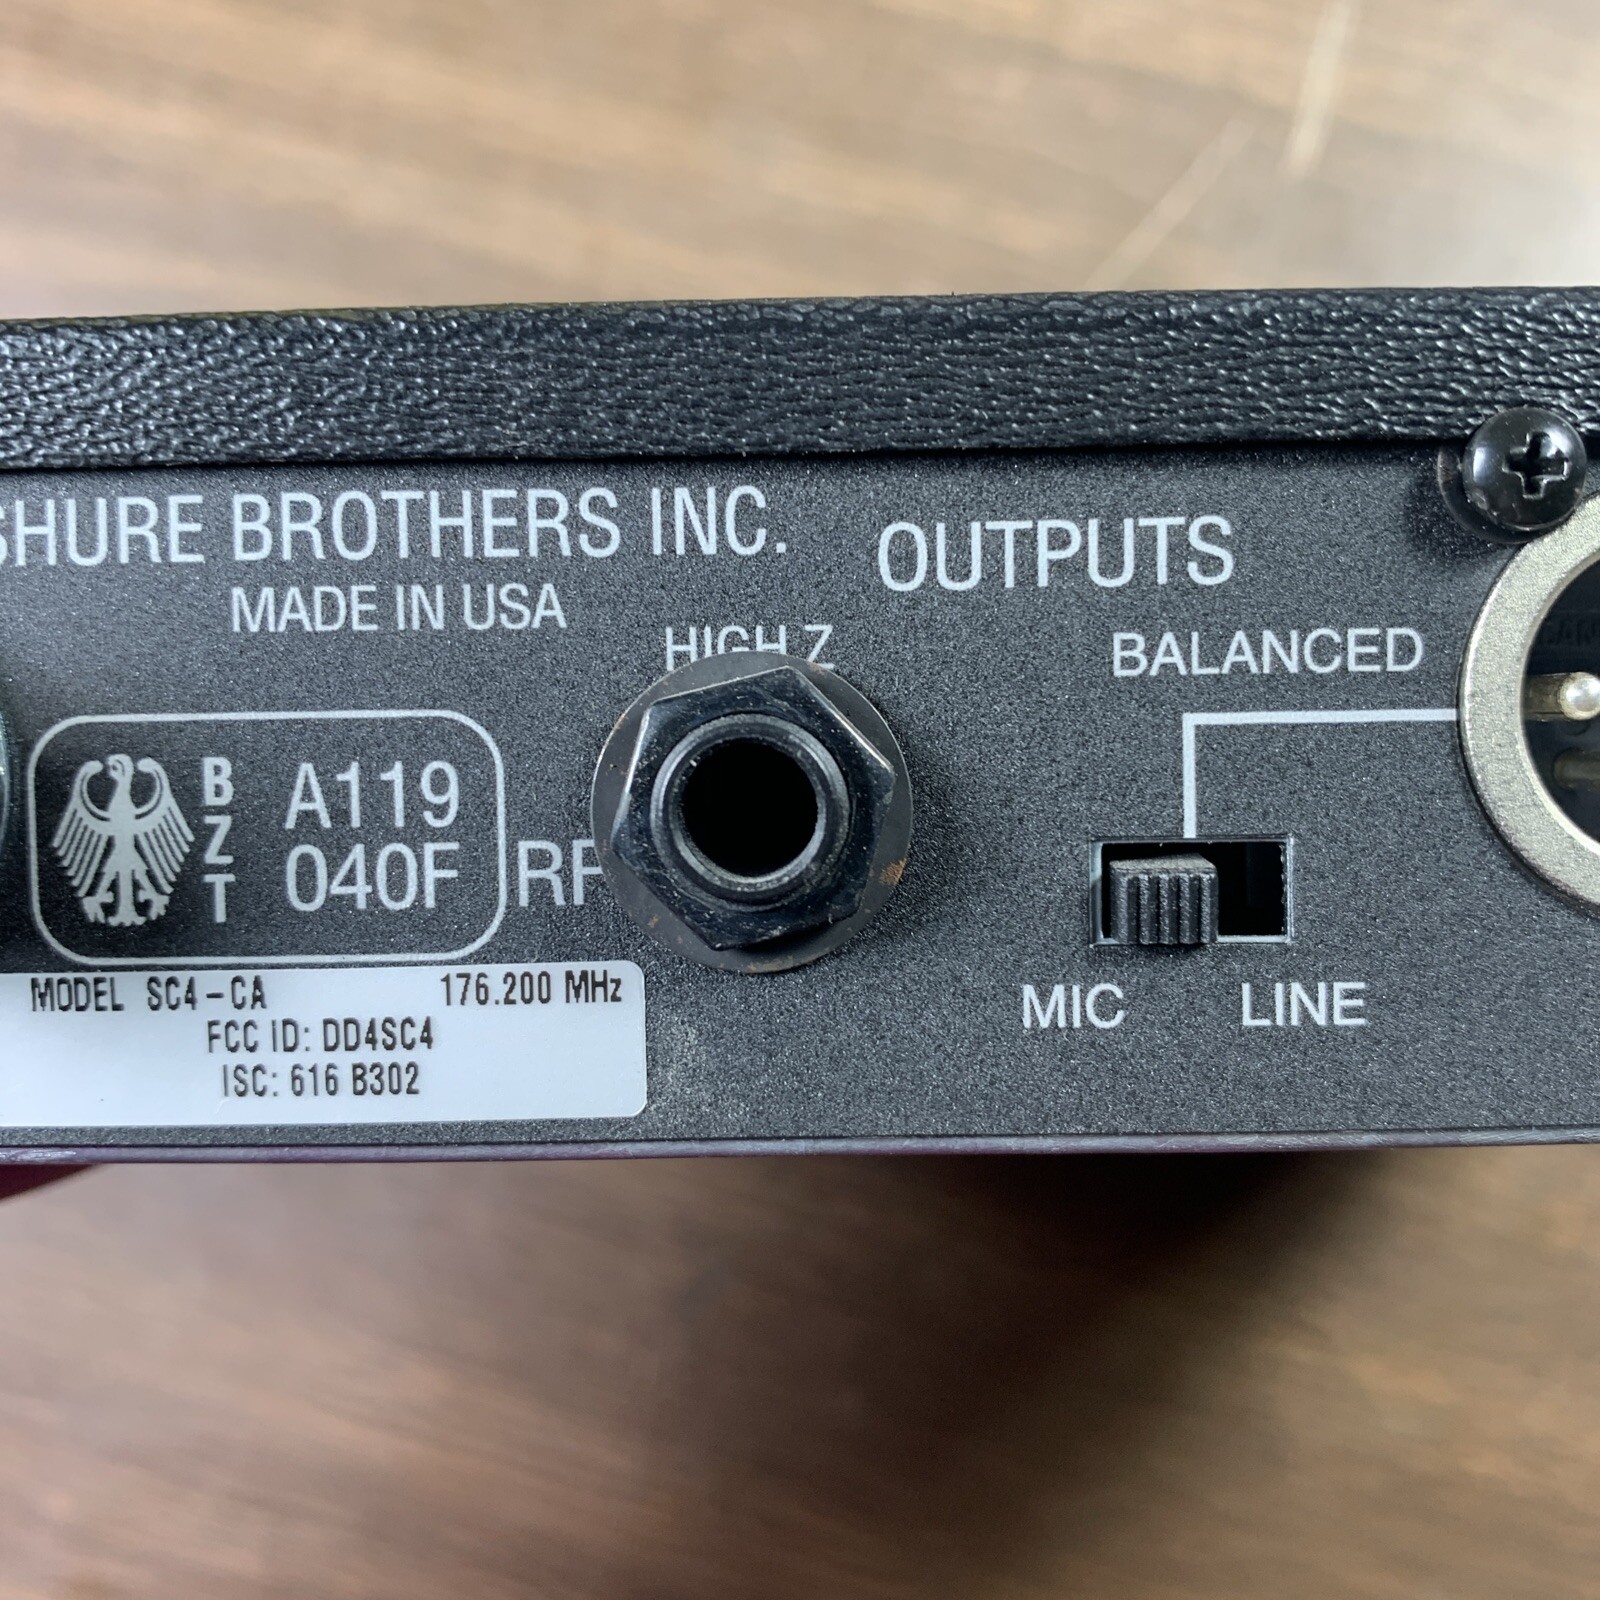 SHURE BROTHERS INC.
MADE IN USA
OUTPUTS
HIGH Z
BALANCED
BZT
A119
040F
MIC
LINE
MODEL SC4-CA 176.200 MHz
FCC ID: DD4SC4
ISC: 616 B302